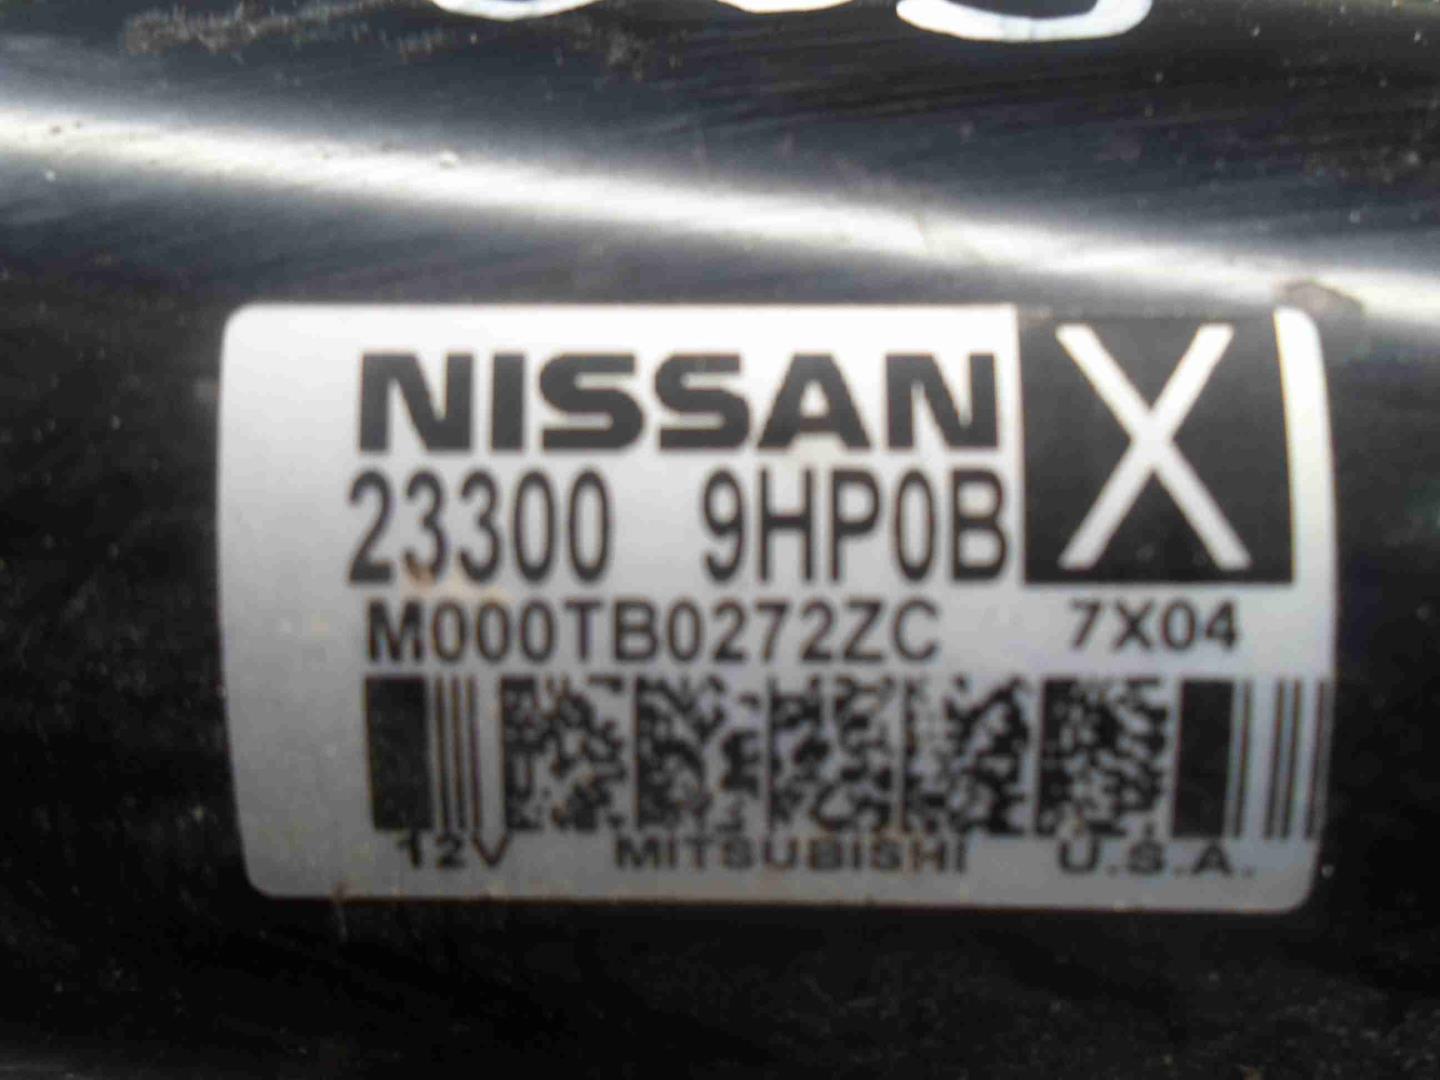 NISSAN X
23300 9HP0B
M000TB0272ZC 7X04
12V MITSUBISHI U.S.A.